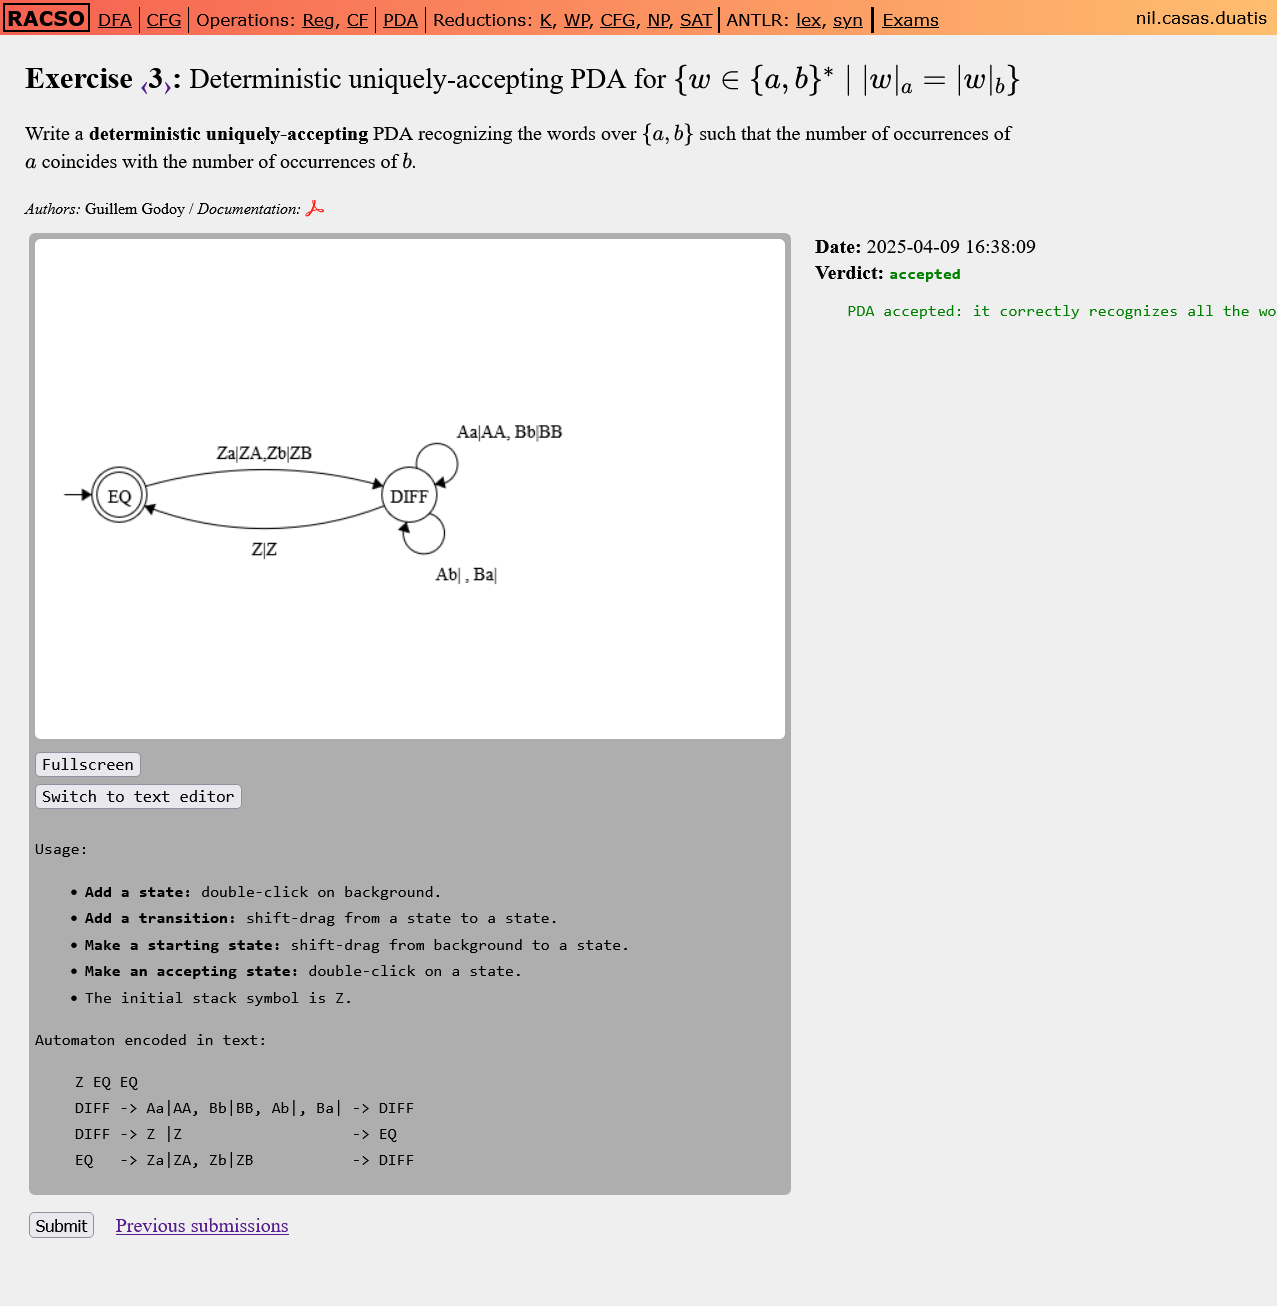 RACSO DFA | CFG | Operations: Reg, CF | PDA | Reductions: K, WP, CFG, NP, SAT | ANTLR: lex, syn | Exams nil.casas.duatis
Exercise ‹3›: Deterministic uniquely-accepting PDA for {w ∈ {a, b}* | |w|a = |w|b}
Write a deterministic uniquely-accepting PDA recognizing the words over {a, b} such that the number of occurrences of
a coincides with the number of occurrences of b.
Authors: Guillem Godoy / Documentation:
Date: 2025-04-09 16:38:09
Verdict: accepted
PDA accepted: it correctly recognizes all the wo
Aa|AA, Bb|BB
Za|ZA,Zb|ZB
EQ
DIFF
Z|Z
Ab| , Ba|
Fullscreen
Switch to text editor
Usage:
• Add a state: double-click on background.
• Add a transition: shift-drag from a state to a state.
• Make a starting state: shift-drag from background to a state.
• Make an accepting state: double-click on a state.
• The initial stack symbol is Z.
Automaton encoded in text:
Z EQ EQ
DIFF -> Aa|AA, Bb|BB, Ab|, Ba| -> DIFF
DIFF -> Z |Z -> EQ
EQ -> Za|ZA, Zb|ZB -> DIFF
Submit Previous submissions